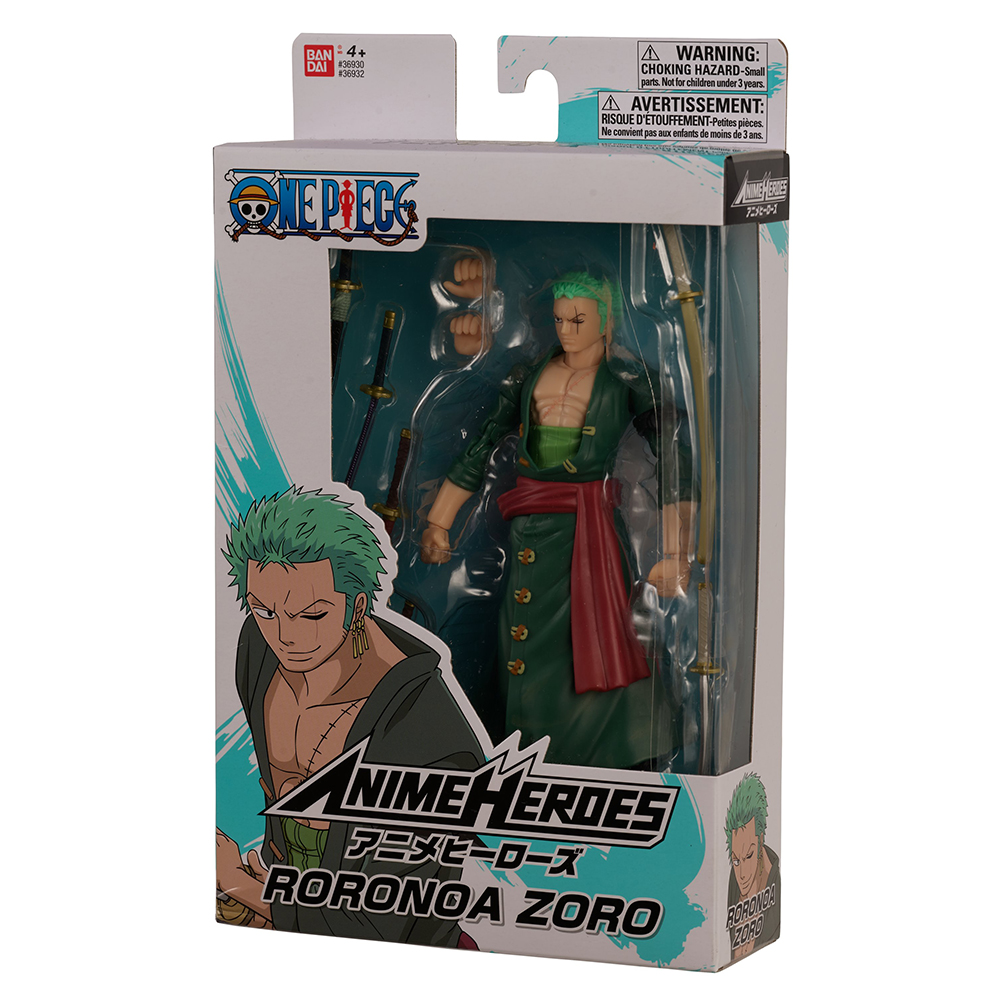 BAN
DAI
4+
#36930
#36932
WARNING:
CHOKING HAZARD-Small
parts. Not for children under 3 years.
AVERTISSEMENT:
RISQUE D'ÉTOUFFEMENT-Petites pièces.
Ne convient pas aux enfants de moins de 3 ans.
ONE PIECE
ANIME HEROES
アニメヒーローズ
ANIME HEROES
アニメヒーローズ
RORONOA ZORO
RORONOA
ZORO